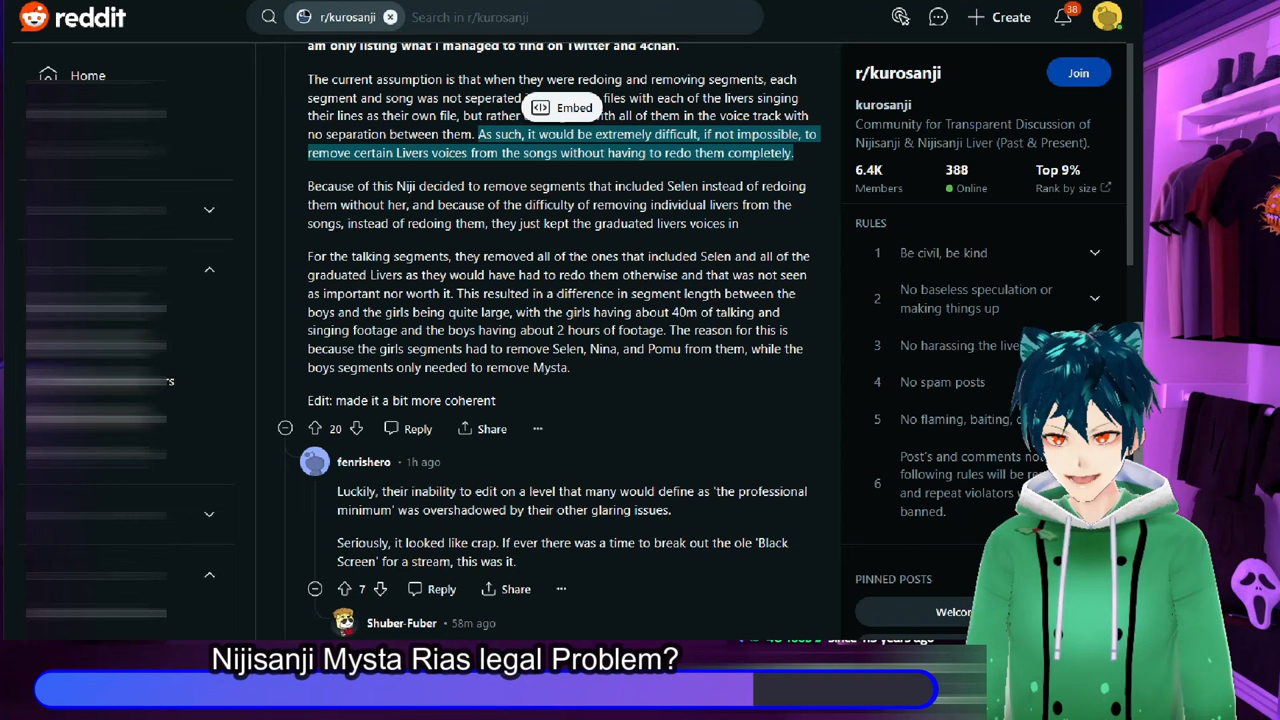 reddit
r/kurosanji
Search in r/kurosanji
Create
38
Home
rs
am only listing what I managed to find on Twitter and 4chan.
The current assumption is that when they were redoing and removing segments, each
segment and song was not seperated files with each of the livers singing
their lines as their own file, but rather with all of them in the voice track with
no separation between them. As such, it would be extremely difficult, if not impossible, to
remove certain Livers voices from the songs without having to redo them completely.
Embed
Because of this Niji decided to remove segments that included Selen instead of redoing
them without her, and because of the difficulty of removing individual livers from the
songs, instead of redoing them, they just kept the graduated livers voices in
For the talking segments, they removed all of the ones that included Selen and all of the
graduated Livers as they would have had to redo them otherwise and that was not seen
as important nor worth it. This resulted in a difference in segment length between the
boys and the girls being quite large, with the girls having about 40m of talking and
singing footage and the boys having about 2 hours of footage. The reason for this is
because the girls segments had to remove Selen, Nina, and Pomu from them, while the
boys segments only needed to remove Mysta.
Edit: made it a bit more coherent
20 Reply Share
fenrishero • 1h ago
Luckily, their inability to edit on a level that many would define as 'the professional
minimum' was overshadowed by their other glaring issues.
Seriously, it looked like crap. If ever there was a time to break out the ole 'Black
Screen' for a stream, this was it.
7 Reply Share
Shuber-Fuber • 58m ago
r/kurosanji
Join
kurosanji
Community for Transparent Discussion of
Nijisanji & Nijisanji Liver (Past & Present).
6.4K 388 Top 9%
Members Online Rank by size
RULES
1 Be civil, be kind
2 No baseless speculation or
making things up
3 No harassing the live
4 No spam posts
5 No flaming, baiting,
6 Post's and comments no
following rules will be re
and repeat violators
banned.
PINNED POSTS
Welcom
Nijisanji Mysta Rias legal Problem?